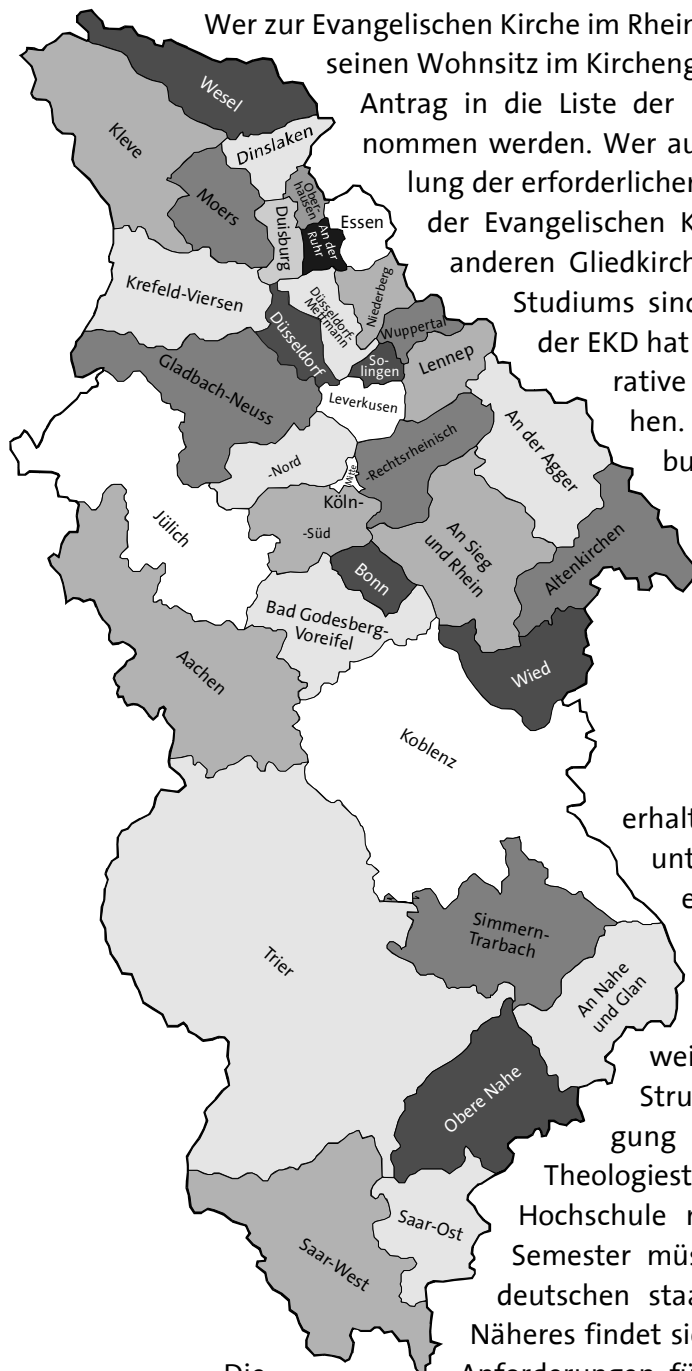 Wer zur Evangelischen Kirche im Rhein
seinen Wohnsitz im Kircheng
Antrag in die Liste der
nommen werden. Wer au
lung der erforderlicher
der Evangelischen K
anderen Gliedkirch
Studiums sind
der EKD hat
rative
hen.
bu
Wesel
Kleve
Dinslaken
Moers
Ober-
hausen
Duisburg
An der
Ruhr
Essen
Krefeld-Viersen
Niederberg
Düsseldorf
Mettmann
Düsseldorf
Wuppertal
So-
lingen
Lennep
Gladbach-Neuss
Leverkusen
An der Agger
-Nord
Mitte
-Rechtsrheinisch
Köln-
-Süd
Jülich
An Sieg
und Rhein
Altenkirchen
Bonn
Bad Godesberg-
Voreifel
Aachen
Wied
Koblenz
erhalt
unt
e
Simmern-
Trarbach
Trier
An Nahe
und Glan
Obere Nahe
Saar-Ost
Saar-West
wei
Stru
gung
Theologiest
Hochschule r
Semester müs
deutschen staa
Näheres findet sic
Die Anforderungen fü